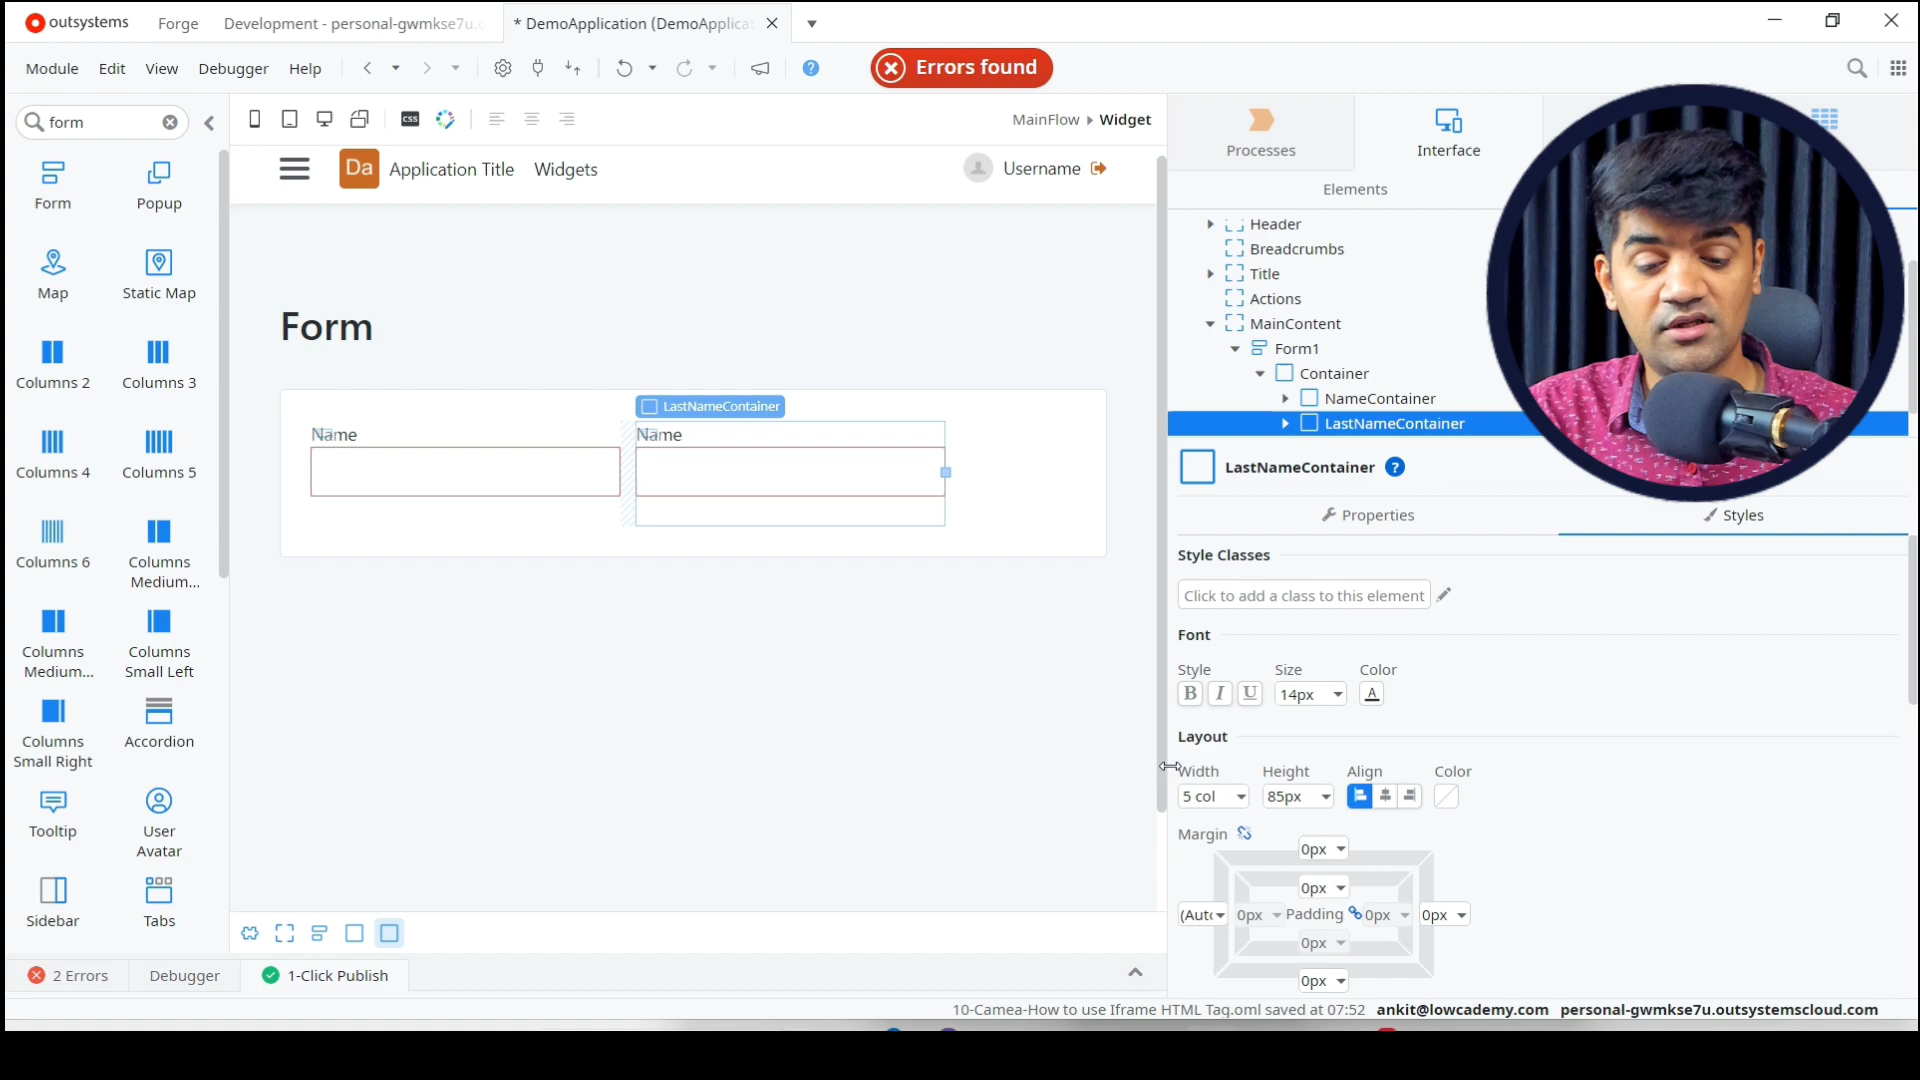 outsystems
Forge
Development - personal-gwmkse7u.o
* DemoApplication (DemoApplicat
Module Edit View Debugger Help
Errors found
form
Form
Popup
Map
Static Map
Columns 2
Columns 3
Columns 4
Columns 5
Columns 6
Columns
Medium...
Columns
Medium...
Columns
Small Left
Columns
Small Right
Accordion
Tooltip
User
Avatar
Sidebar
Tabs
css
MainFlow ▸ Widget
Da
Application Title
Widgets
Username
Form
LastNameContainer
Name
Name
Processes
Interface
Elements
Header
Breadcrumbs
Title
Actions
MainContent
Form1
Container
NameContainer
LastNameContainer
LastNameContainer
Properties
Styles
Style Classes
Click to add a class to this element
Font
Style Size Color
B I U 14px A
Layout
Width Height Align Color
5 col 85px
Margin
0px
0px
(Auto 0px Padding 0px 0px
0px
0px
2 Errors
Debugger
1-Click Publish
10-Camea-How to use Iframe HTML Tag.oml saved at 07:52 ankit@lowcademy.com personal-gwmkse7u.outsystemscloud.com